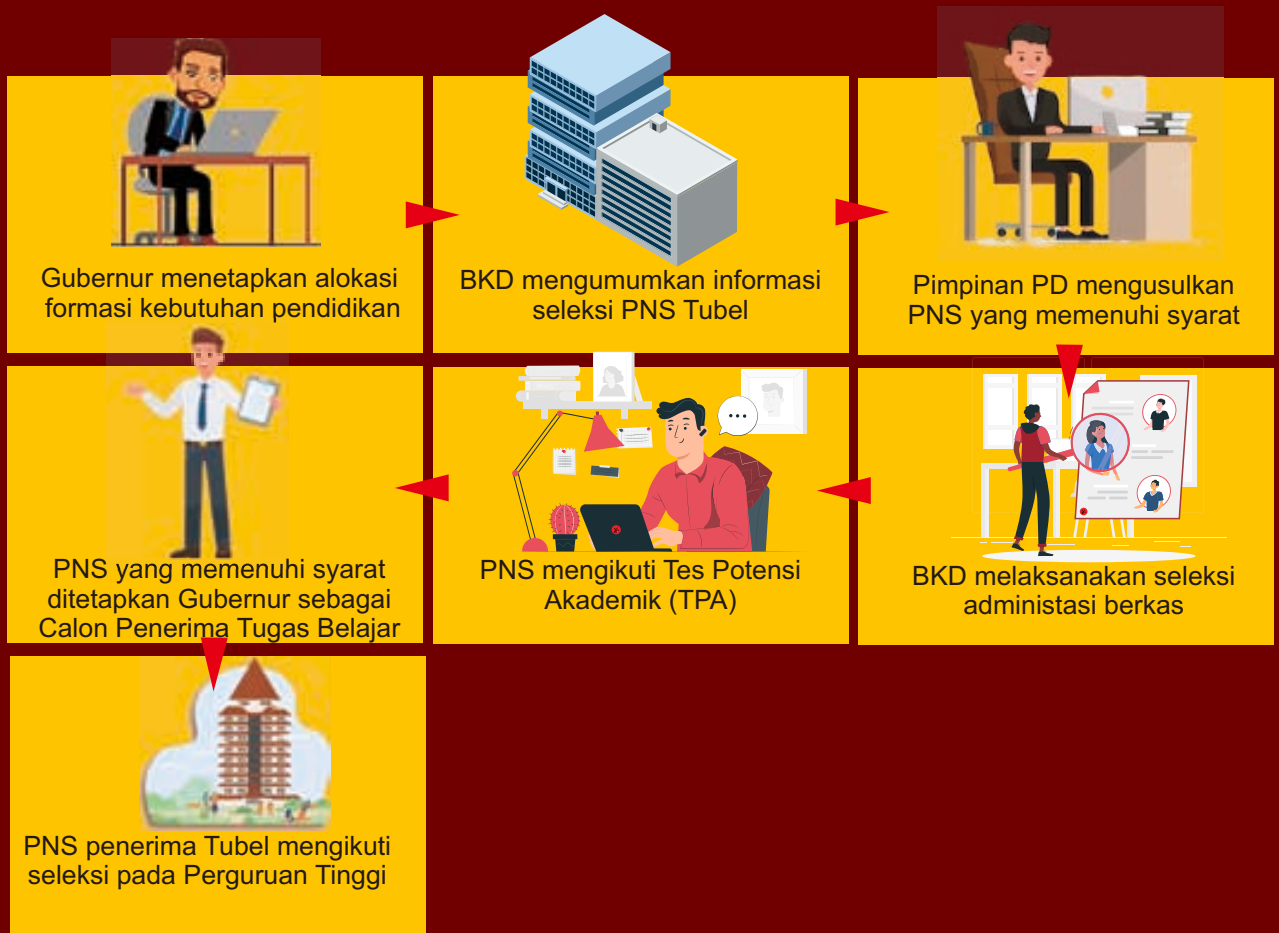 Gubernur menetapkan alokasi
formasi kebutuhan pendidikan
BKD mengumumkan informasi
seleksi PNS Tubel
Pimpinan PD mengusulkan
PNS yang memenuhi syarat
BKD melaksanakan seleksi
administasi berkas
PNS mengikuti Tes Potensi
Akademik (TPA)
PNS yang memenuhi syarat
ditetapkan Gubernur sebagai
Calon Penerima Tugas Belajar
PNS penerima Tubel mengikuti
seleksi pada Perguruan Tinggi